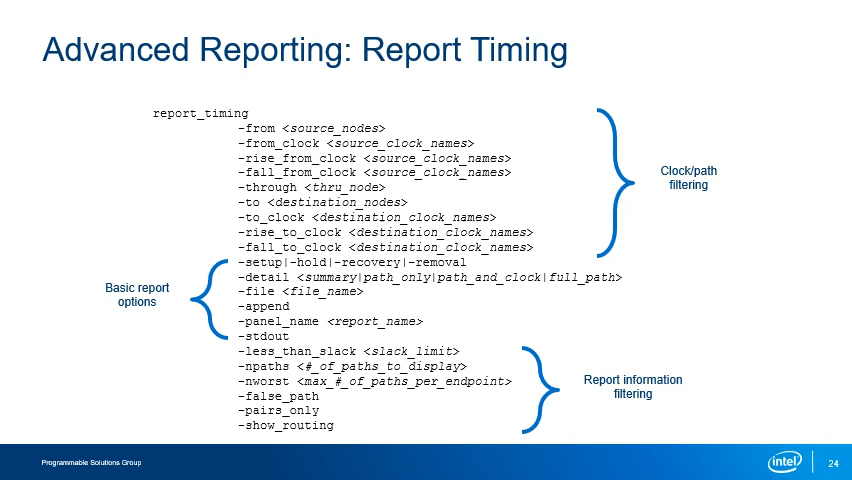 Advanced Reporting: Report Timing
report_timing
-from <source_nodes>
-from_clock <source_clock_names>
-rise_from_clock <source_clock_names>
-fall_from_clock <source_clock_names>
-through <thru_node>
-to <destination_nodes>
-to_clock <destination_clock_names>
-rise_to_clock <destination_clock_names>
-fall_to_clock <destination_clock_names>
-setup|-hold|-recovery|-removal
-detail <summary|path_only|path_and_clock|full_path>
-file <file_name>
-append
-panel_name <report_name>
-stdout
-less_than_slack <slack_limit>
-npaths <#_of_paths_to_display>
-nworst <max_#_of_paths_per_endpoint>
-false_path
-pairs_only
-show_routing
Clock/path
filtering
Basic report
options
Report information
filtering
Programmable Solutions Group
intel
24